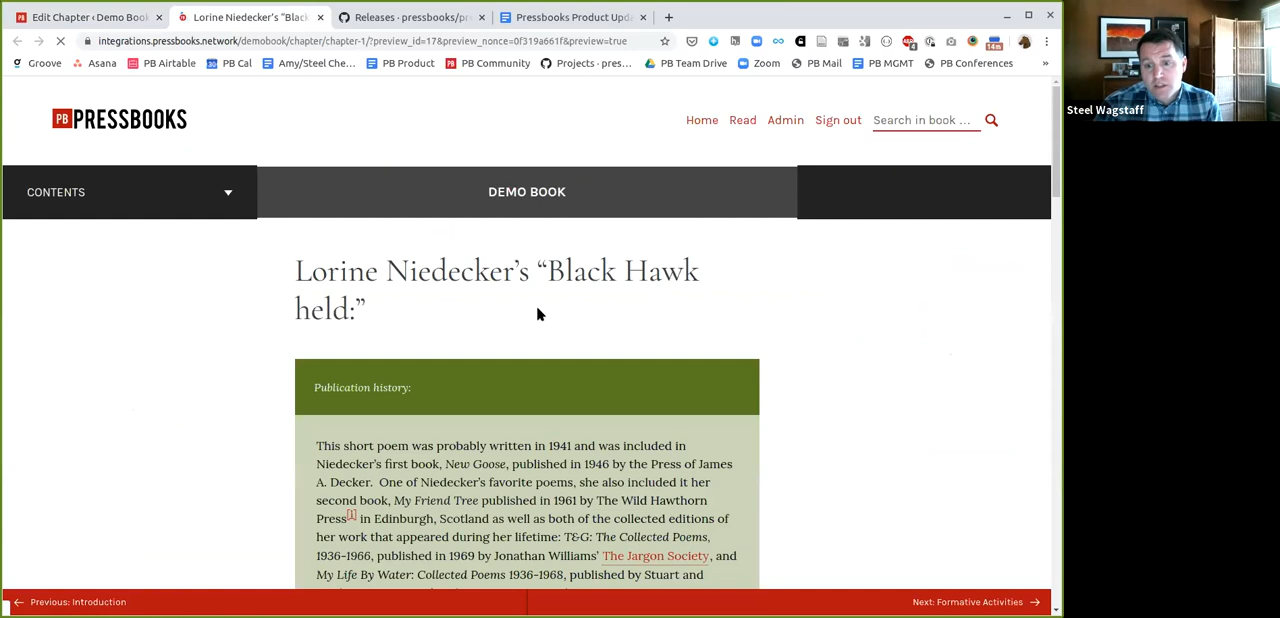 Edit Chapter ‹ Demo Boo
Lorine Niedecker's "Black
Releases · pressbooks/pr
Pressbooks Product Upd
integrations.pressbooks.network/demobook/chapter/chapter-1/?preview_id=17&preview_nonce=0f319a661f&preview=true
Groove
Asana
PB Airtable
PB Cal
Amy/Steel Che…
PB Product
PB Community
Projects · pres…
PB Team Drive
Zoom
PB Mail
PB MGMT
PB Conferences
»
14m
Steel Wagstaff
PB PRESSBOOKS
Home
Read
Admin
Sign out
Search in book …
CONTENTS
DEMO BOOK
Lorine Niedecker's “Black Hawk
held:”
Publication history:
This short poem was probably written in 1941 and was included in
Niedecker's first book, New Goose, published in 1946 by the Press of James
A. Decker. One of Niedecker's favorite poems, she also included it her
second book, My Friend Tree published in 1961 by The Wild Hawthorn
Press[1] in Edinburgh, Scotland as well as both of the collected editions of
her work that appeared during her lifetime: T&G: The Collected Poems,
1936-1966, published in 1969 by Jonathan Williams' The Jargon Society, and
My Life By Water: Collected Poems 1936-1968, published by Stuart and
← Previous: Introduction
Next: Formative Activities →